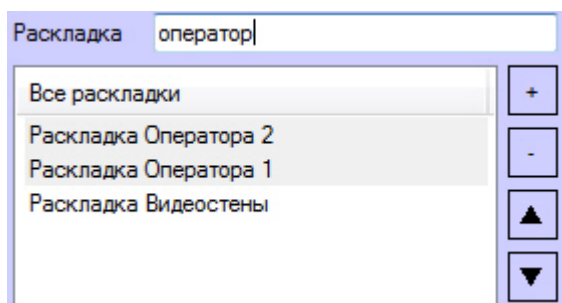 Раскладка оператор
Все раскладки +
Раскладка Оператора 2
-
Раскладка Оператора 1
Раскладка Видеостены
▲
▼